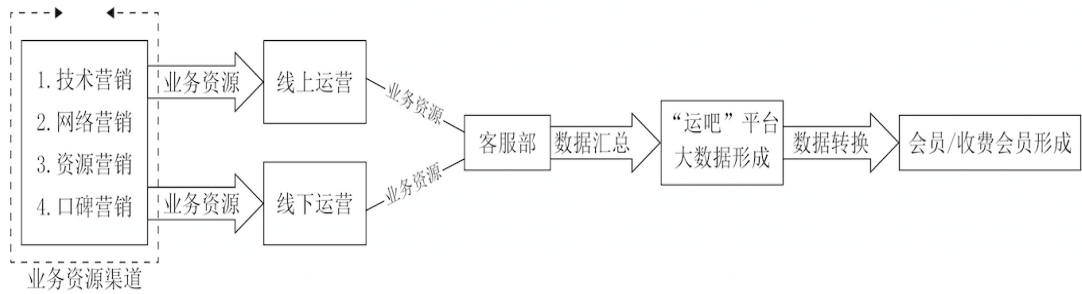 1.技术营销
2.网络营销
3.资源营销
4.口碑营销
业务资源渠道
业务资源
业务资源
线上运营
线下运营
业务资源
业务资源
客服部
数据汇总
“运吧”平台
大数据形成
数据转换
会员/收费会员形成